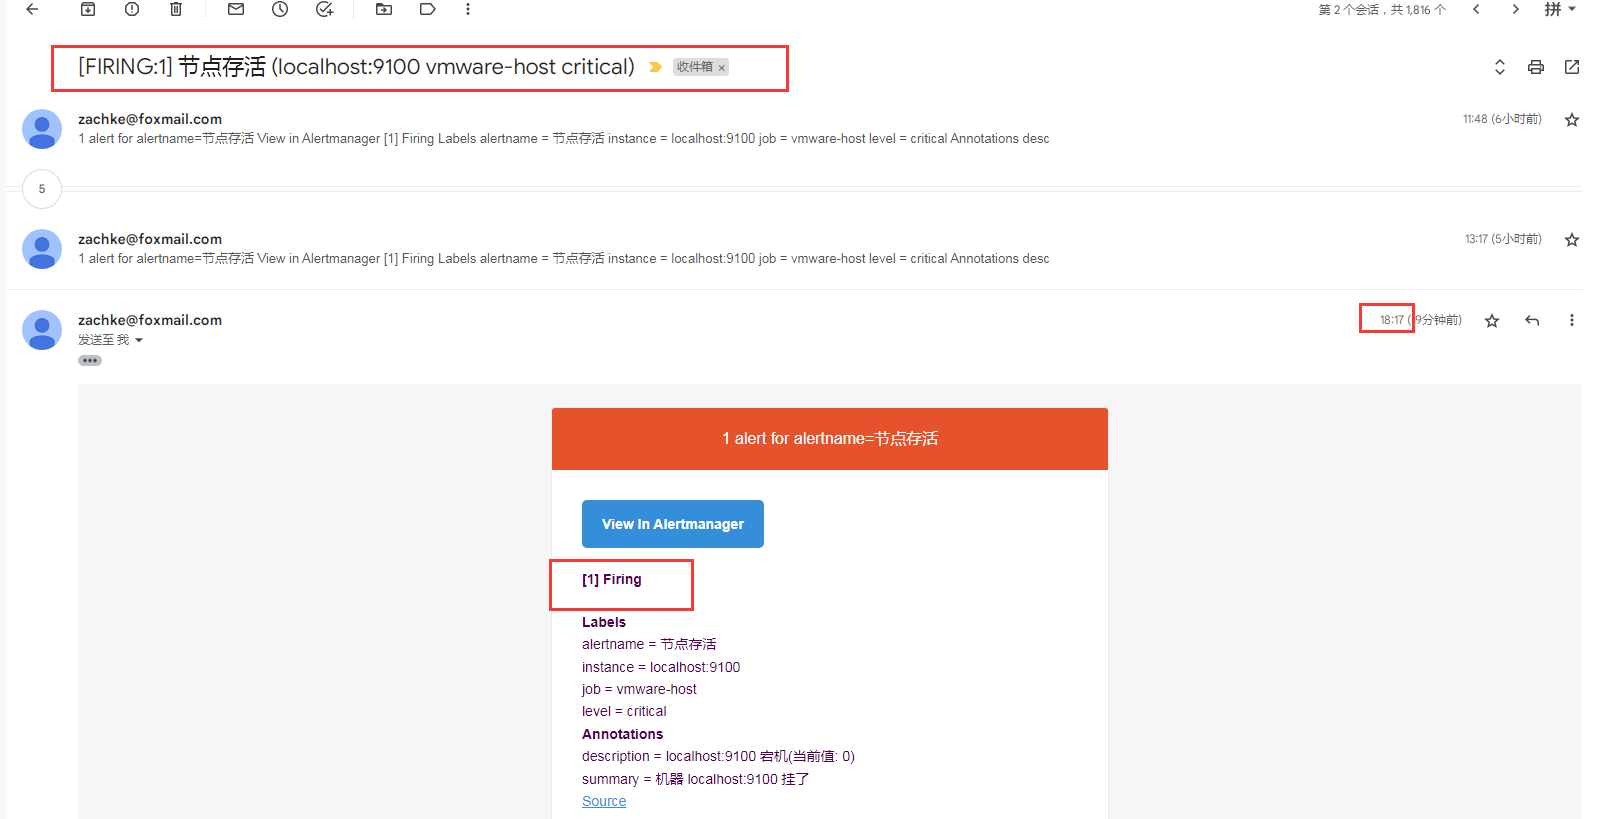 第 2 个会话，共 1,816 个
拼
[FIRING:1] 节点存活 (localhost:9100 vmware-host critical)
收件箱 ×
zachke@foxmail.com
11:48 (6小时前)
1 alert for alertname=节点存活 View in Alertmanager [1] Firing Labels alertname = 节点存活 instance = localhost:9100 job = vmware-host level = critical Annotations desc
5
zachke@foxmail.com
13:17 (5小时前)
1 alert for alertname=节点存活 View in Alertmanager [1] Firing Labels alertname = 节点存活 instance = localhost:9100 job = vmware-host level = critical Annotations desc
zachke@foxmail.com
18:17 (9分钟前)
发送至 我
1 alert for alertname=节点存活
View In Alertmanager
[1] Firing
Labels
alertname = 节点存活
instance = localhost:9100
job = vmware-host
level = critical
Annotations
description = localhost:9100 宕机(当前值: 0)
summary = 机器 localhost:9100 挂了
Source